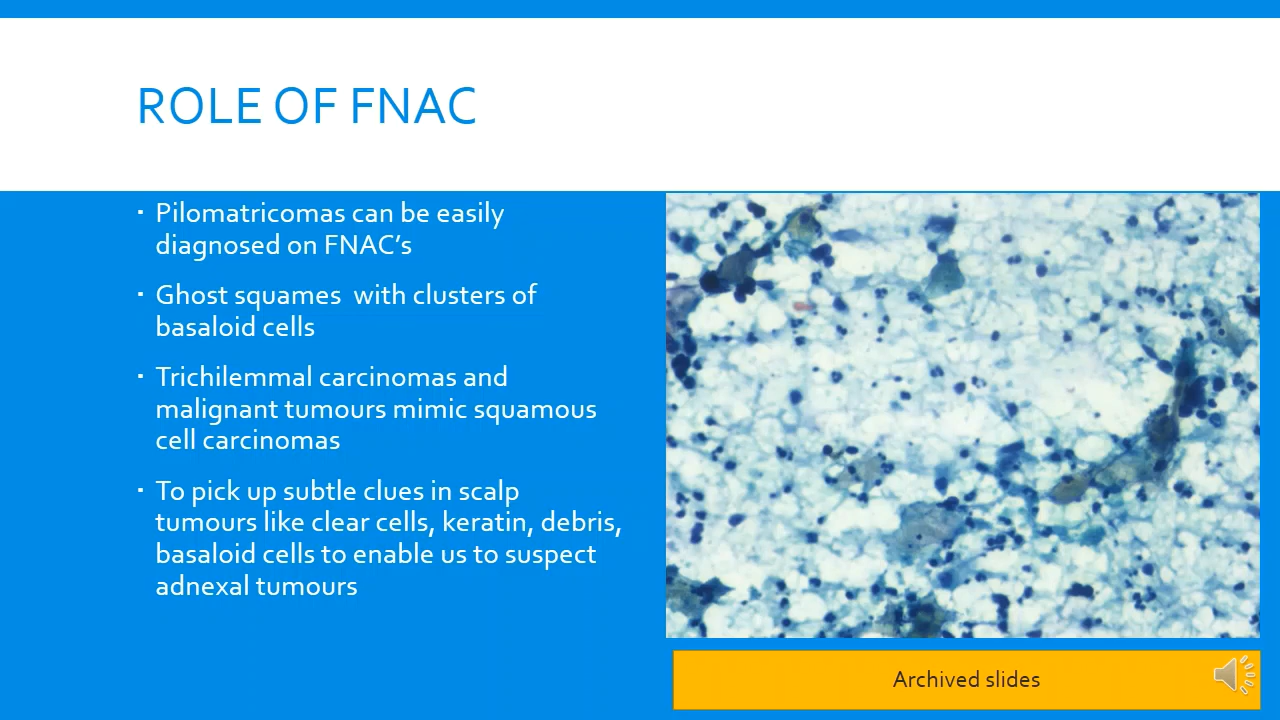 ROLE OF FNAC
▪ Pilomatricomas can be easily
diagnosed on FNAC’s
▪ Ghost squames  with clusters of
basaloid cells
▪ Trichilemmal carcinomas and
malignant tumours mimic squamous
cell carcinomas
▪ To pick up subtle clues in scalp
tumours like clear cells, keratin, debris,
basaloid cells to enable us to suspect
adnexal tumours
Archived slides